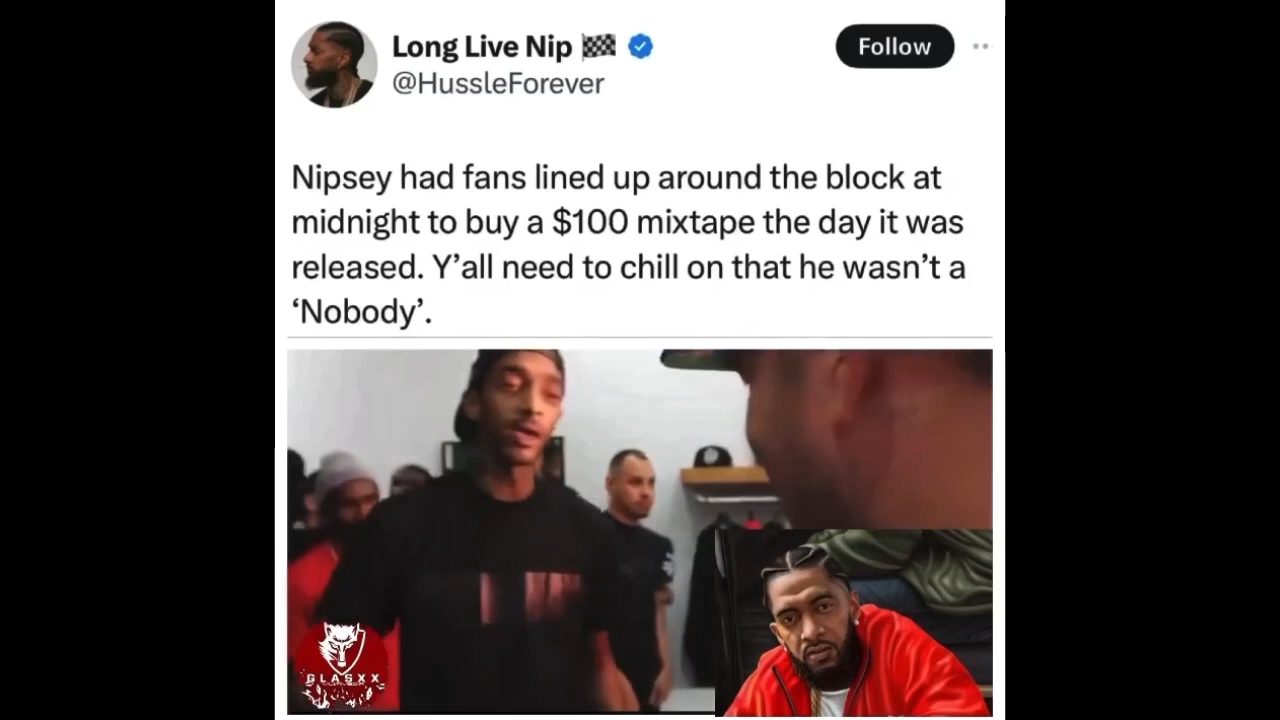 Long Live Nip 🏁
Follow
@HussleForever
Nipsey had fans lined up around the block at
midnight to buy a $100 mixtape the day it was
released. Y’all need to chill on that he wasn’t a
‘Nobody’.
GLASXX